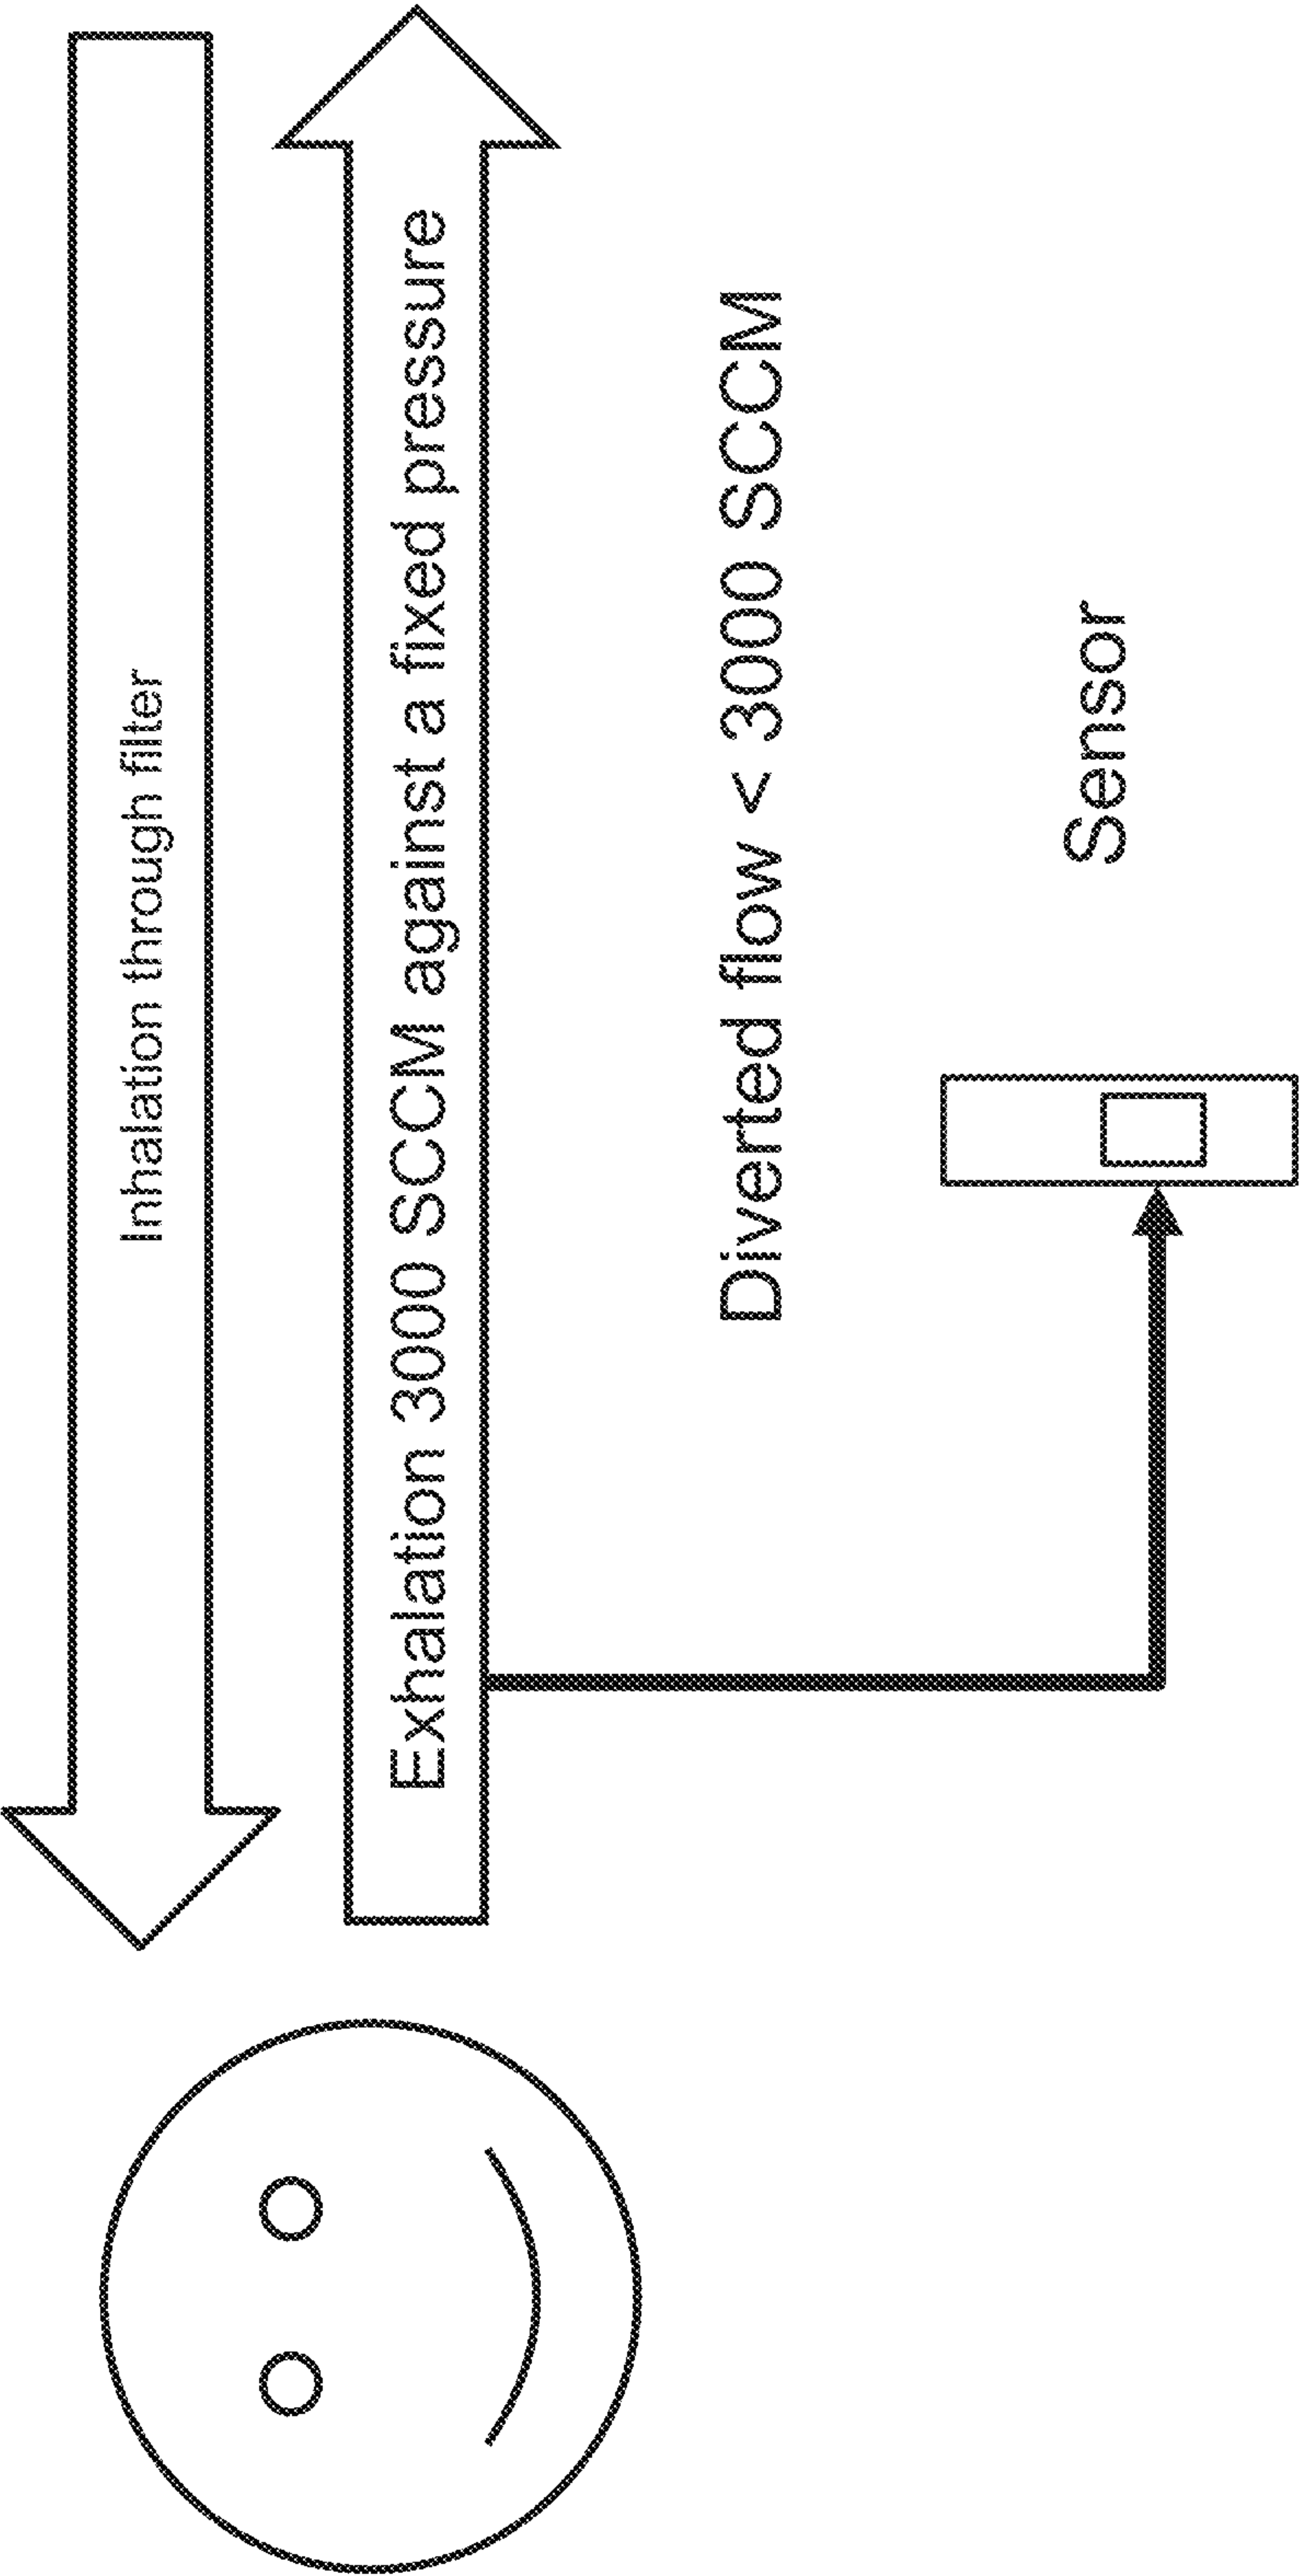 Inhalation through filter
Exhalation 3000 SCCM against a fixed pressure
Diverted flow < 3000 SCCM
Sensor